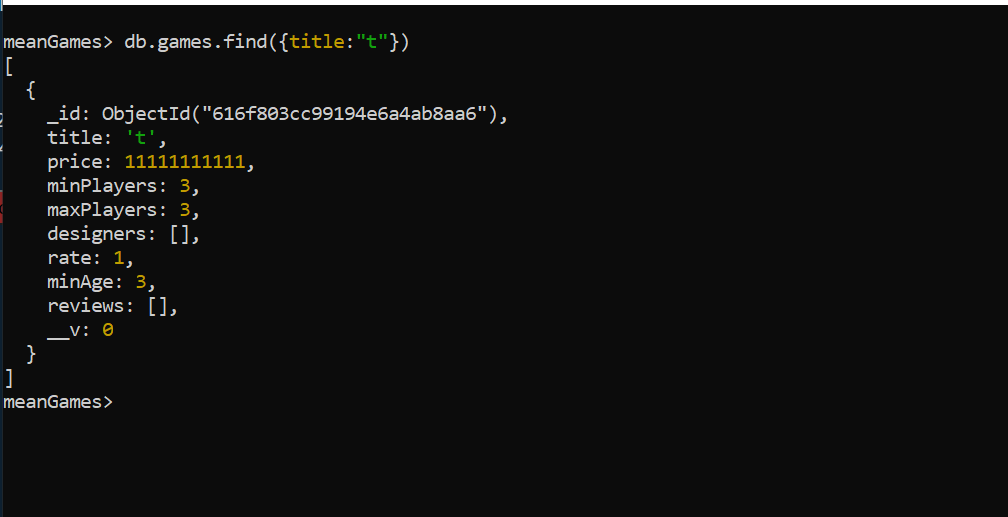 meanGames> db.games.find({title:"t"})
[
  {
    _id: ObjectId("616f803cc99194e6a4ab8aa6"),
    title: 't',
    price: 11111111111,
    minPlayers: 3,
    maxPlayers: 3,
    designers: [],
    rate: 1,
    minAge: 3,
    reviews: [],
    __v: 0
  }
]
meanGames>